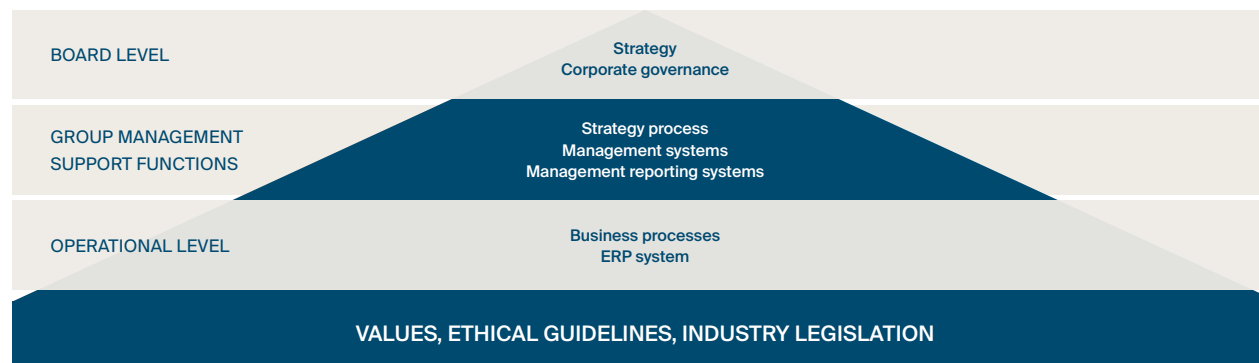 BOARD LEVEL
Strategy
Corporate governance
GROUP MANAGEMENT
SUPPORT FUNCTIONS
Strategy process
Management systems
Management reporting systems
OPERATIONAL LEVEL
Business processes
ERP system
VALUES, ETHICAL GUIDELINES, INDUSTRY LEGISLATION